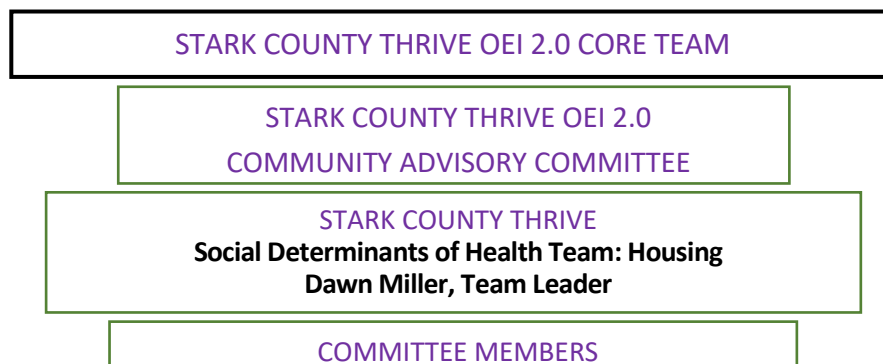 STARK COUNTY THRIVE OEI 2.0 CORE TEAM
STARK COUNTY THRIVE OEI 2.0
COMMUNITY ADVISORY COMMITTEE
STARK COUNTY THRIVE
Social Determinants of Health Team: Housing
Dawn Miller, Team Leader
COMMITTEE MEMBERS